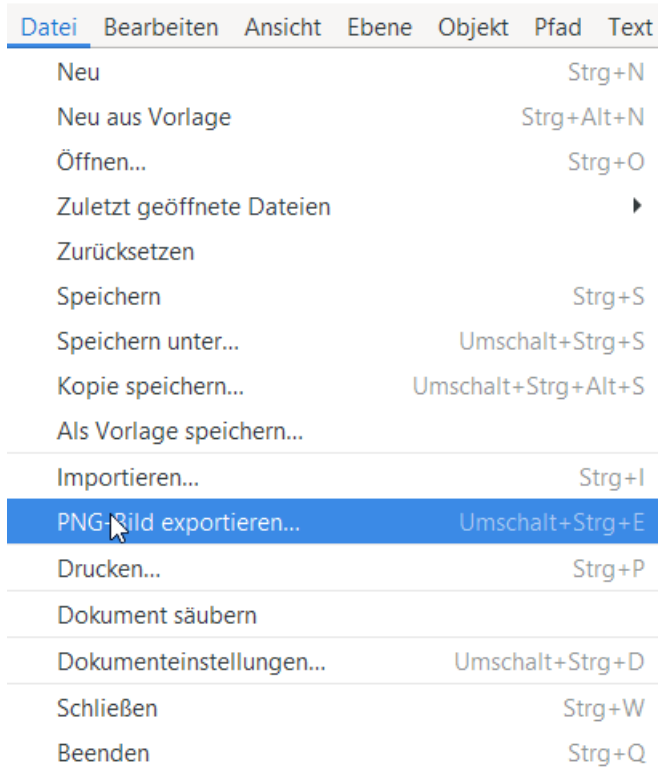 Datei Bearbeiten Ansicht Ebene Objekt Pfad Text
Neu Strg+N
Neu aus Vorlage Strg+Alt+N
Öffnen... Strg+O
Zuletzt geöffnete Dateien
Zurücksetzen
Speichern Strg+S
Speichern unter... Umschalt+Strg+S
Kopie speichern... Umschalt+Strg+Alt+S
Als Vorlage speichern...
Importieren... Strg+I
PNG-Bild exportieren... Umschalt+Strg+E
Drucken... Strg+P
Dokument säubern
Dokumenteinstellungen... Umschalt+Strg+D
Schließen Strg+W
Beenden Strg+Q